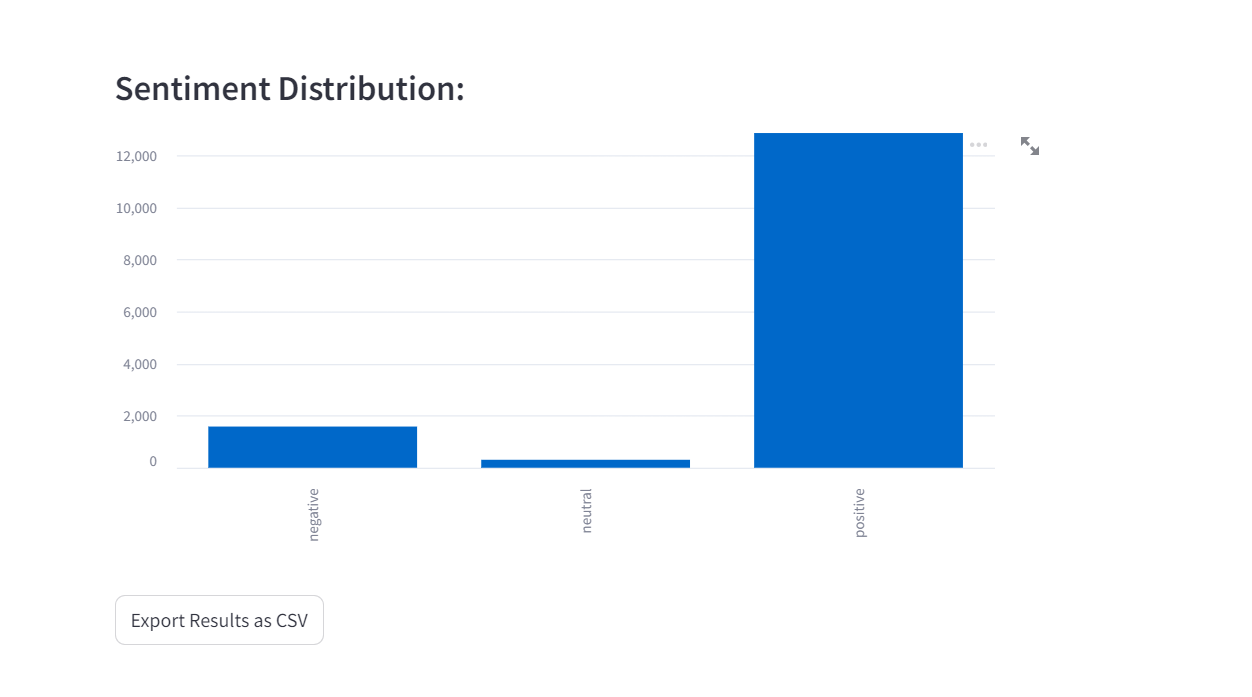 Sentiment Distribution:
12,000
10,000
8,000
6,000
4,000
2,000
0
negative
neutral
positive
Export Results as CSV